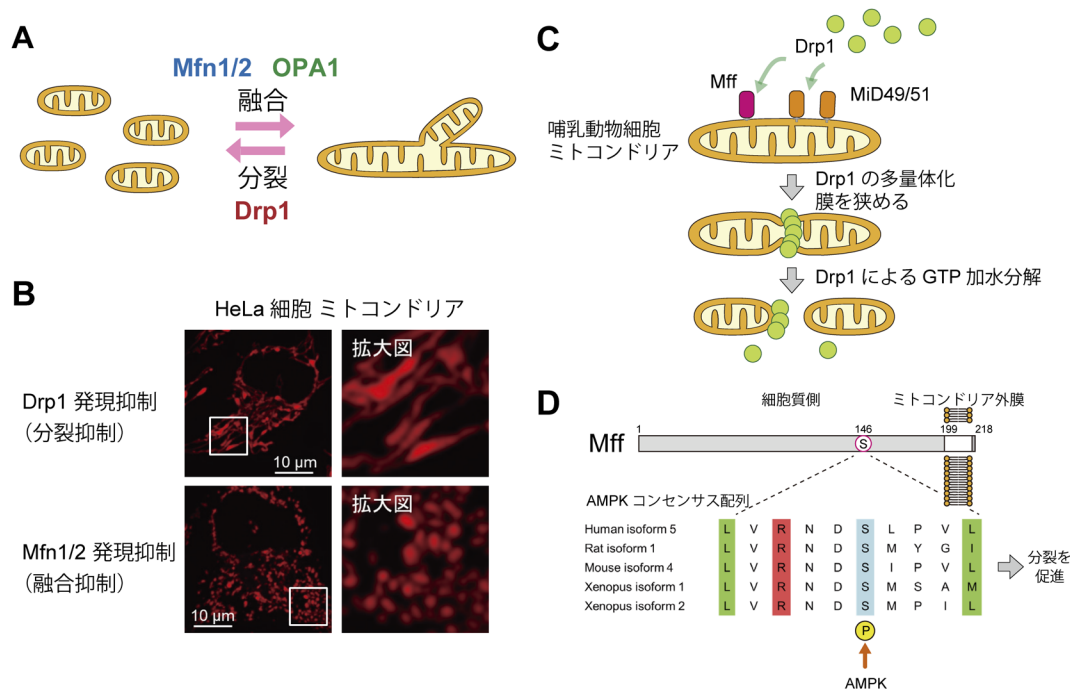 A
Mfn1/2 OPA1
融合
分裂
Drp1
B
HeLa 細胞 ミトコンドリア
Drp1 発現抑制
（分裂抑制）
10 μm
拡大図
Mfn1/2 発現抑制
（融合抑制）
10 μm
拡大図
C
Drp1
Mff
MiD49/51
哺乳動物細胞
ミトコンドリア
Drp1 の多量体化
膜を狭める
Drp1 による GTP 加水分解
D
細胞質側
ミトコンドリア外膜
1 146 199 218
Mff
S
AMPK コンセンサス配列
Human isoform 5 L V R N D S L P V L
Rat isoform 1 L V R N D S M Y G I
Mouse isoform 4 L V R N D S I P V L
Xenopus isoform 1 L V R N D S M S A M
Xenopus isoform 2 L V R N D S M P I L
分裂を
促進
P
AMPK